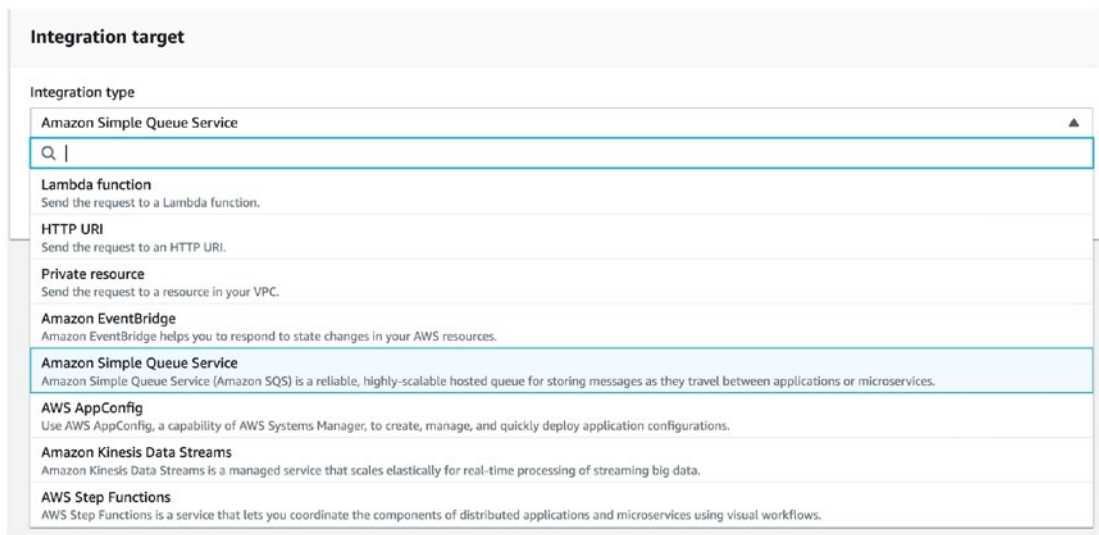 Integration target
Integration type
Amazon Simple Queue Service
Lambda function
Send the request to a Lambda function.
HTTP URI
Send the request to an HTTP URI.
Private resource
Send the request to a resource in your VPC.
Amazon EventBridge
Amazon EventBridge helps you to respond to state changes in your AWS resources.
Amazon Simple Queue Service
Amazon Simple Queue Service (Amazon SQS) is a reliable, highly-scalable hosted queue for storing messages as they travel between applications or microservices.
AWS AppConfig
Use AWS AppConfig, a capability of AWS Systems Manager, to create, manage, and quickly deploy application configurations.
Amazon Kinesis Data Streams
Amazon Kinesis Data Streams is a managed service that scales elastically for real-time processing of streaming big data.
AWS Step Functions
AWS Step Functions is a service that lets you coordinate the components of distributed applications and microservices using visual workflows.